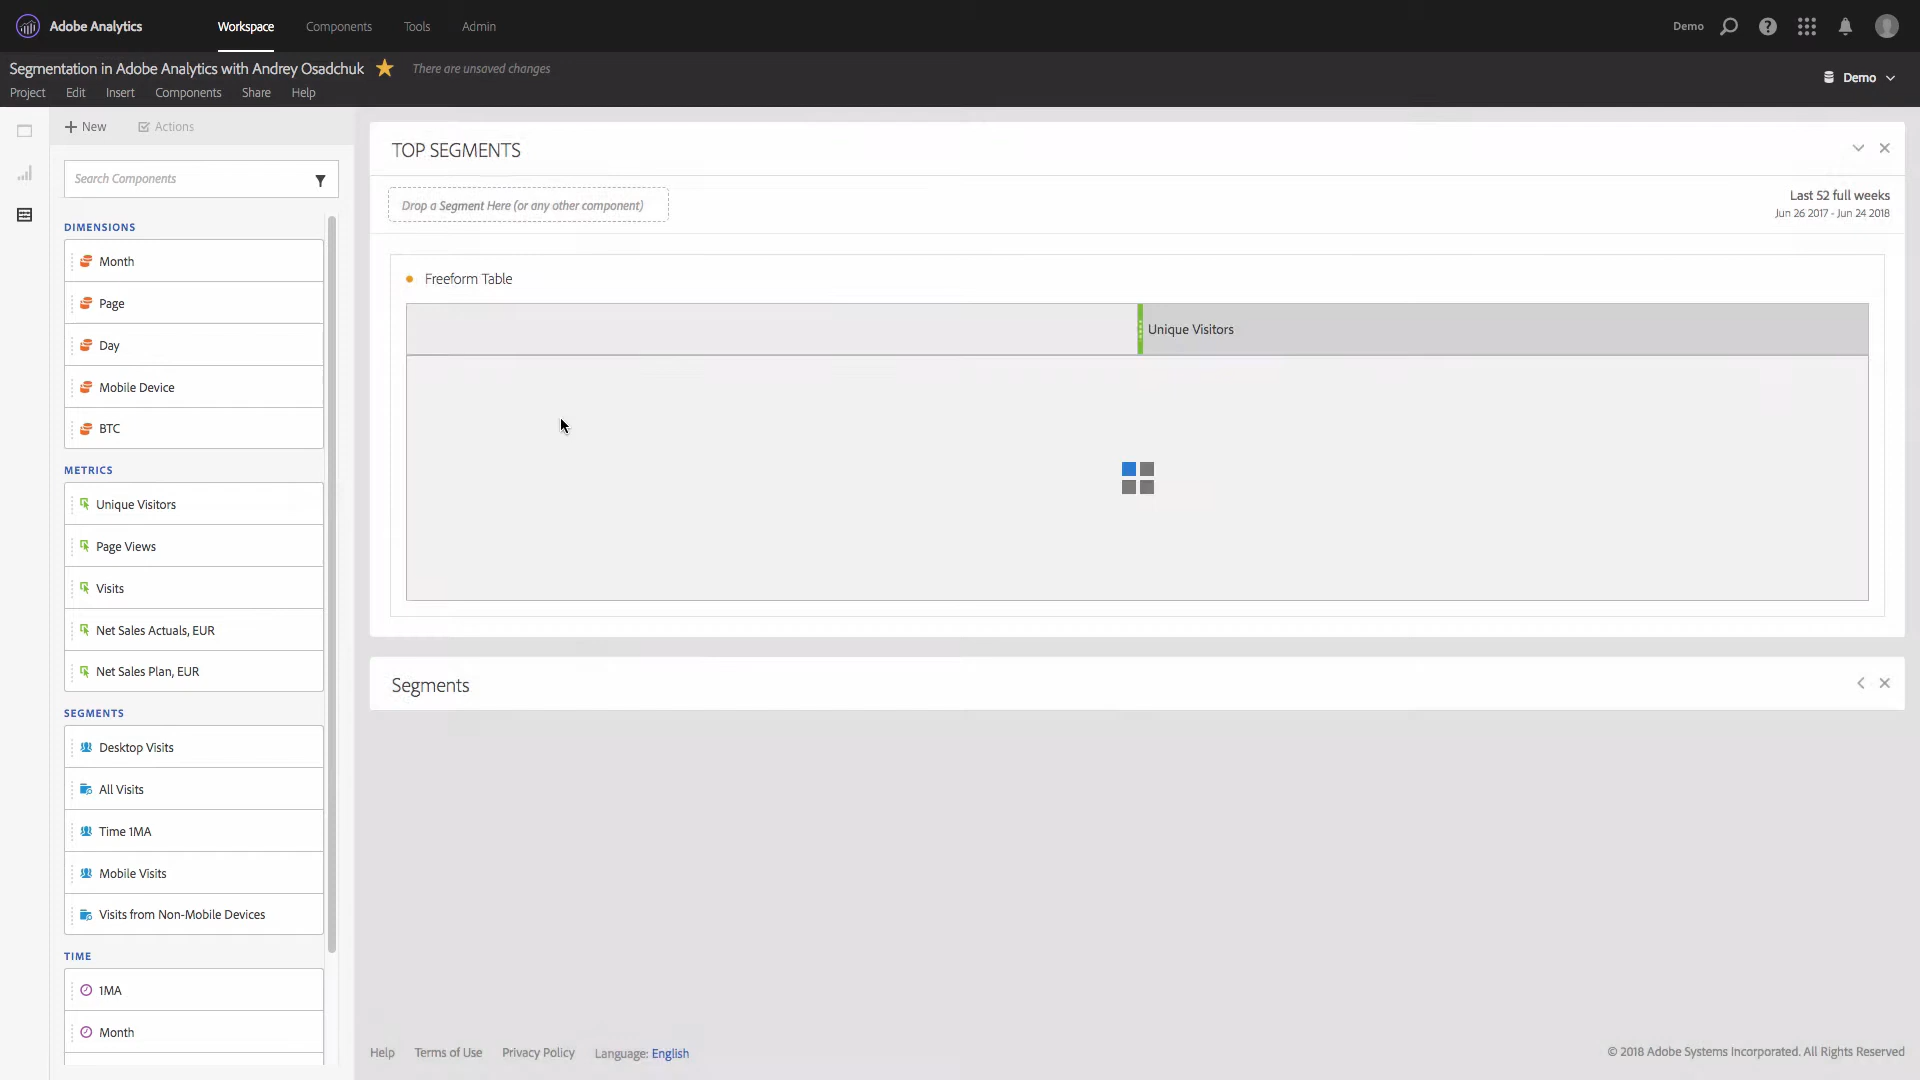 Adobe Analytics
Workspace
Components
Tools
Admin
Demo
Segmentation in Adobe Analytics with Andrey Osadchuk
There are unsaved changes
Demo
Project
Edit
Insert
Components
Share
Help
New
Actions
Search Components
DIMENSIONS
Month
Page
Day
Mobile Device
BTC
METRICS
Unique Visitors
Page Views
Visits
Net Sales Actuals, EUR
Net Sales Plan, EUR
SEGMENTS
Desktop Visits
All Visits
Time 1MA
Mobile Visits
Visits from Non-Mobile Devices
TIME
1MA
Month
TOP SEGMENTS
Drop a Segment Here (or any other component)
Last 52 full weeks
Jun 26 2017 - Jun 24 2018
Freeform Table
Unique Visitors
Segments
Help
Terms of Use
Privacy Policy
Language: English
© 2018 Adobe Systems Incorporated. All Rights Reserved